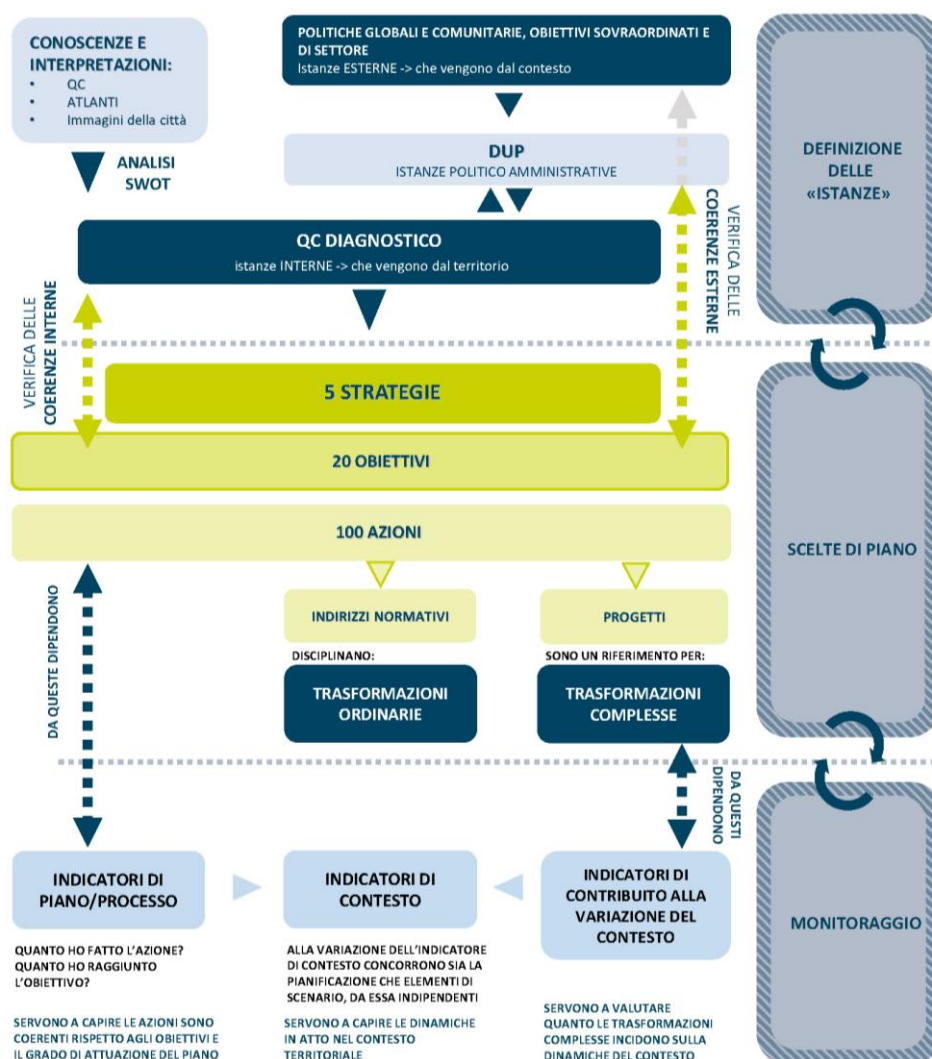 CONOSCENZE E
INTERPRETAZIONI:
• QC
• ATLANTI
• Immagini della città
POLITICHE GLOBALI E COMUNITARIE, OBIETTIVI SOVRAORDINATI E
DI SETTORE
Istanze ESTERNE -> che vengono dal contesto
ANALISI
SWOT
DUP
ISTANZE POLITICO AMMINISTRATIVE
QC DIAGNOSTICO
istanze INTERNE -> che vengono dal territorio
VERIFICA DELLE
COERENZE ESTERNE
DEFINIZIONE
DELLE
«ISTANZE»
VERIFICA DELLE
COERENZE INTERNE
5 STRATEGIE
20 OBIETTIVI
100 AZIONI
INDIRIZZI NORMATIVI
PROGETTI
DISCIPLINANO:
SONO UN RIFERIMENTO PER:
TRASFORMAZIONI
ORDINARIE
TRASFORMAZIONI
COMPLESSE
SCELTE DI PIANO
DA QUESTE DIPENDONO
DA QUESTI
DIPENDONO
INDICATORI DI
PIANO/PROCESSO
INDICATORI DI
CONTESTO
INDICATORI DI
CONTRIBUITO ALLA
VARIAZIONE DEL
CONTESTO
MONITORAGGIO
QUANTO HO FATTO L'AZIONE?
QUANTO HO RAGGIUNTO
L'OBIETTIVO?
ALLA VARIAZIONE DELL'INDICATORE
DI CONTESTO CONCORRONO SIA LA
PIANIFICAZIONE CHE ELEMENTI DI
SCENARIO, DA ESSA INDIPENDENTI
SERVONO A CAPIRE LE AZIONI SONO
COERENTI RISPETTO AGLI OBIETTIVI E
IL GRADO DI ATTUAZIONE DEL PIANO
SERVONO A CAPIRE LE DINAMICHE
IN ATTO NEL CONTESTO
TERRITORIALE
SERVONO A VALUTARE
QUANTO LE TRASFORMAZIONI
COMPLESSE INCIDONO SULLA
DINAMICHE DEL CONTESTO